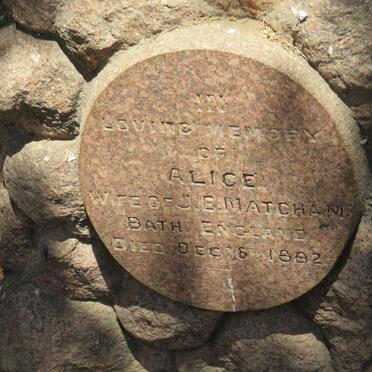 IN
LOVING MEMORY
OF
ALICE
WIFE OF J.E. MATCHAM
BATH ENGLAND
DIED DEC 6 1882